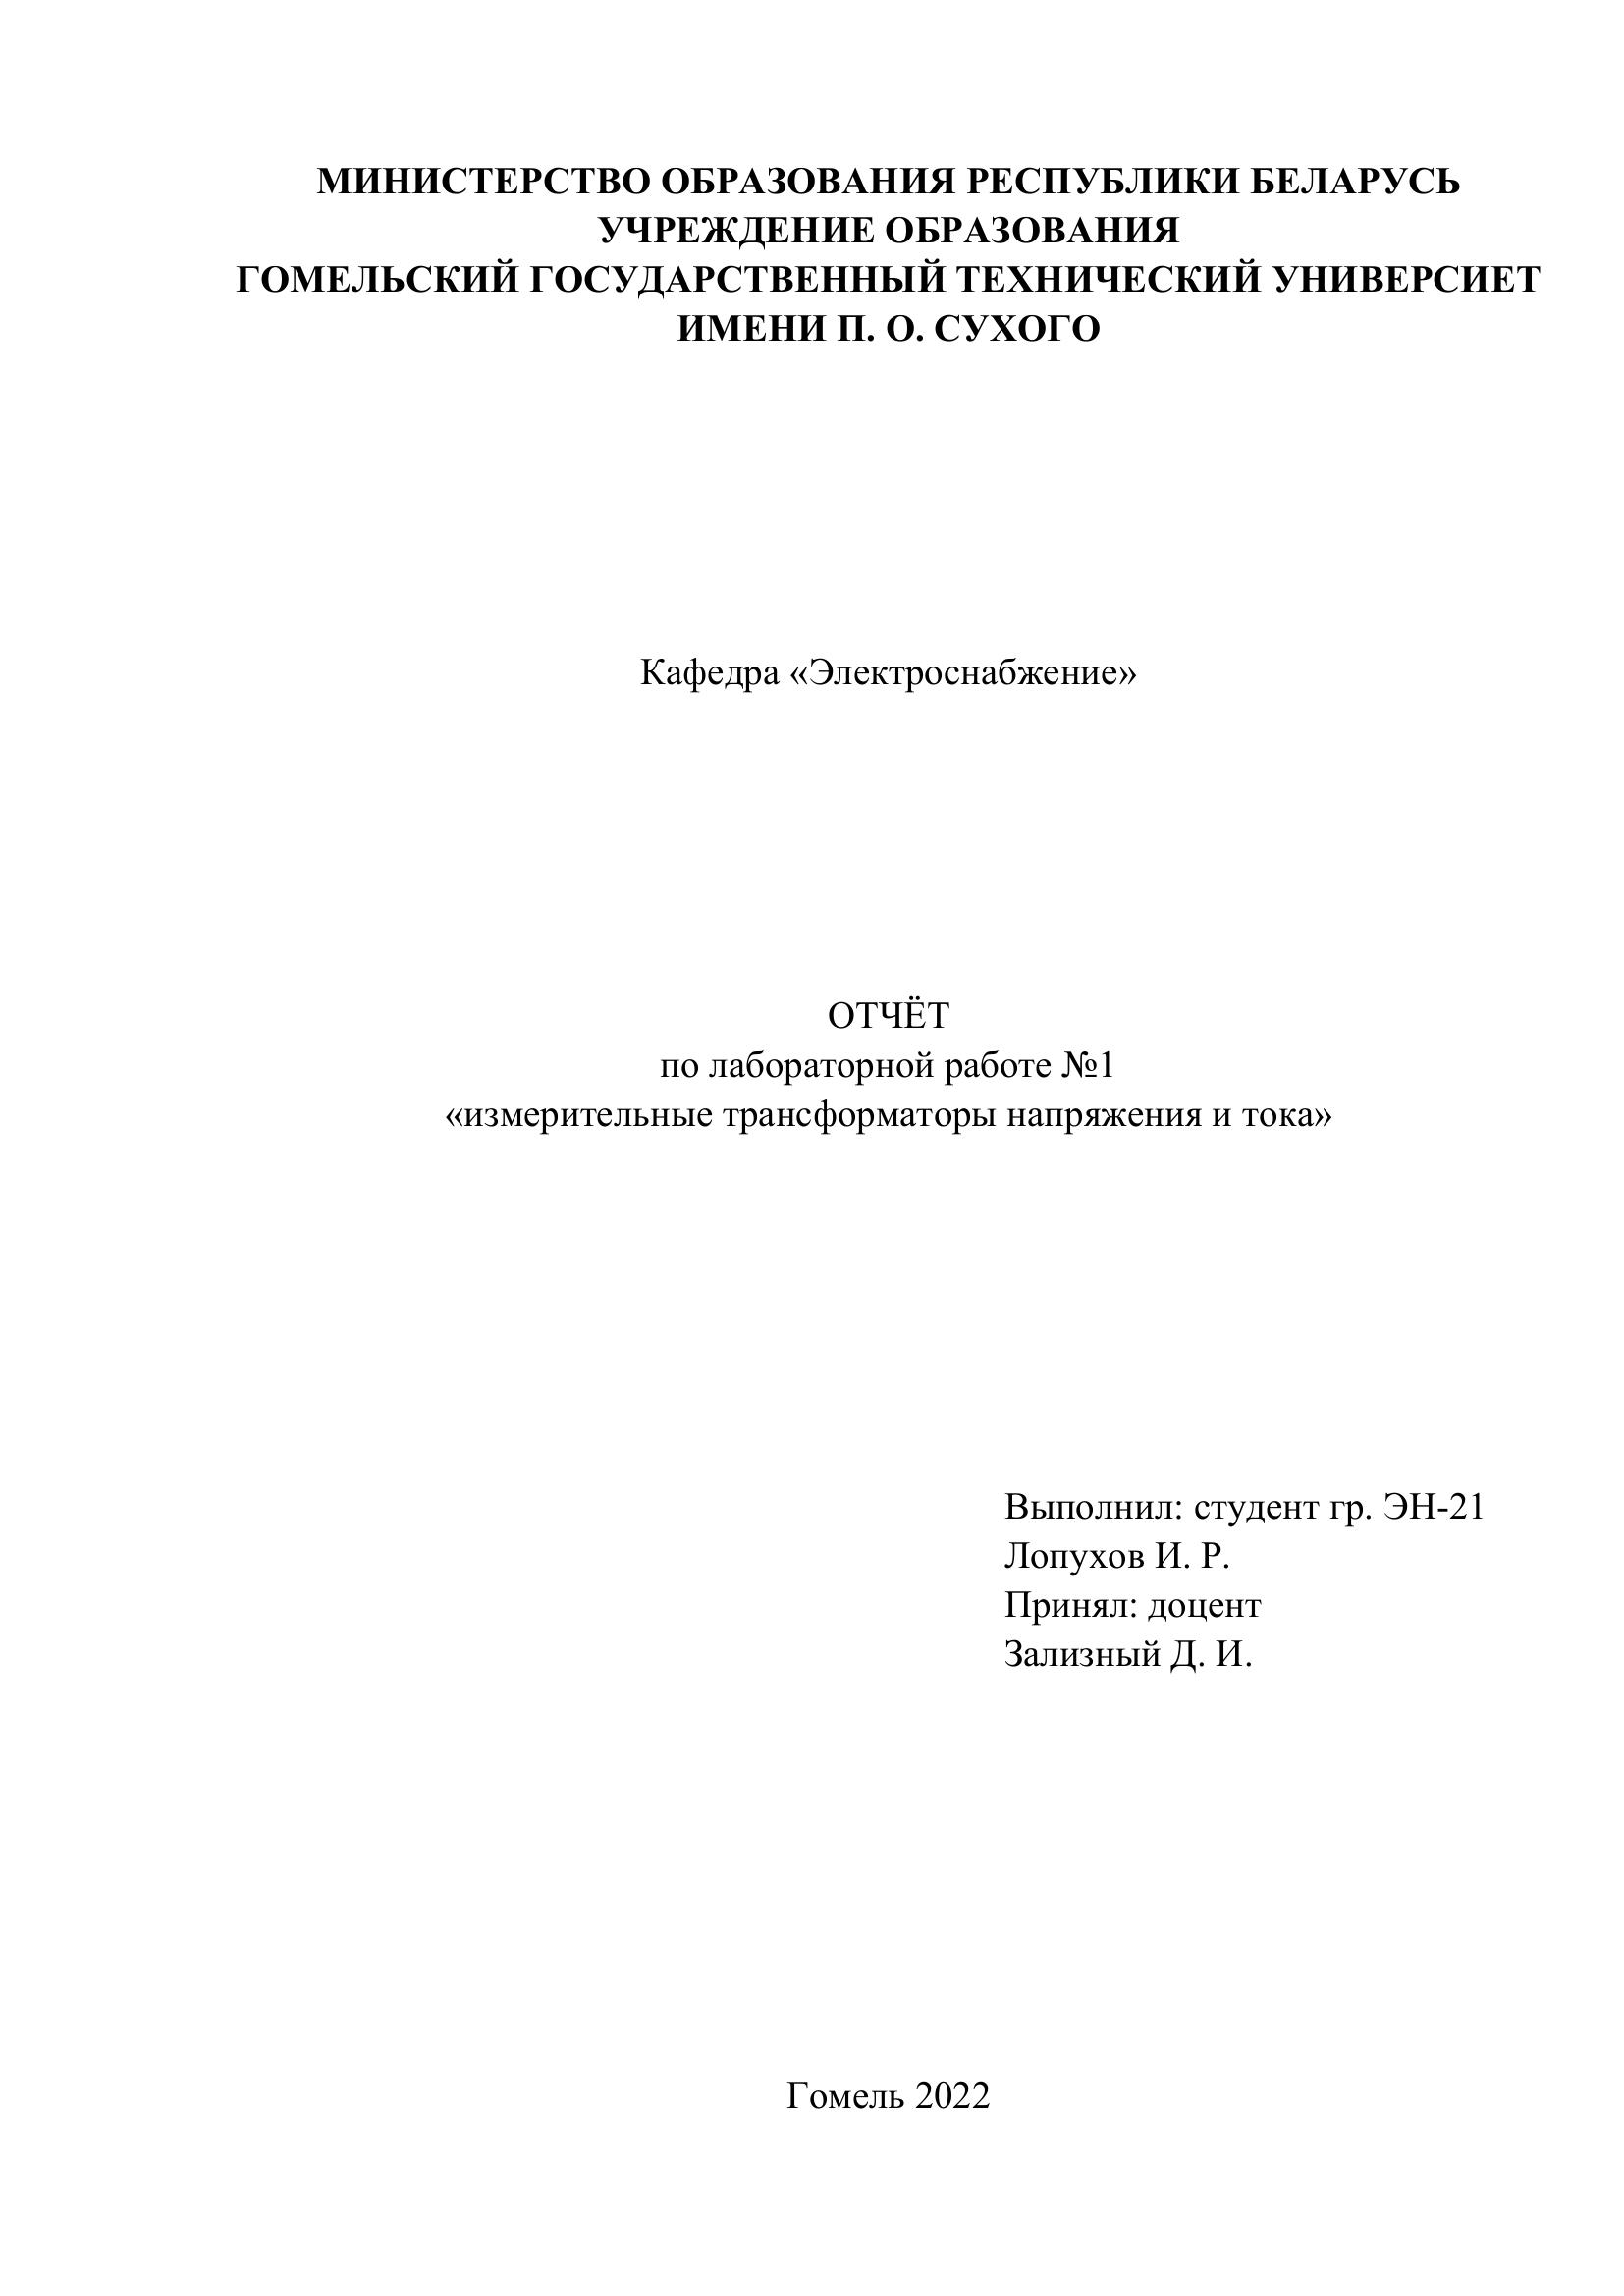 МИНИСТЕРСТВО ОБРАЗОВАНИЯ РЕСПУБЛИКИ БЕЛАРУСЬ
УЧРЕЖДЕНИЕ ОБРАЗОВАНИЯ
ГОМЕЛЬСКИЙ ГОСУДАРСТВЕННЫЙ ТЕХНИЧЕСКИЙ УНИВЕРСИЕТ
ИМЕНИ П. О. СУХОГО
Кафедра «Электроснабжение»
ОТЧЁТ
по лабораторной работе №1
«измерительные трансформаторы напряжения и тока»
Выполнил: студент гр. ЭН-21
Лопухов И. Р.
Принял: доцент
Зализный Д. И.
Гомель 2022